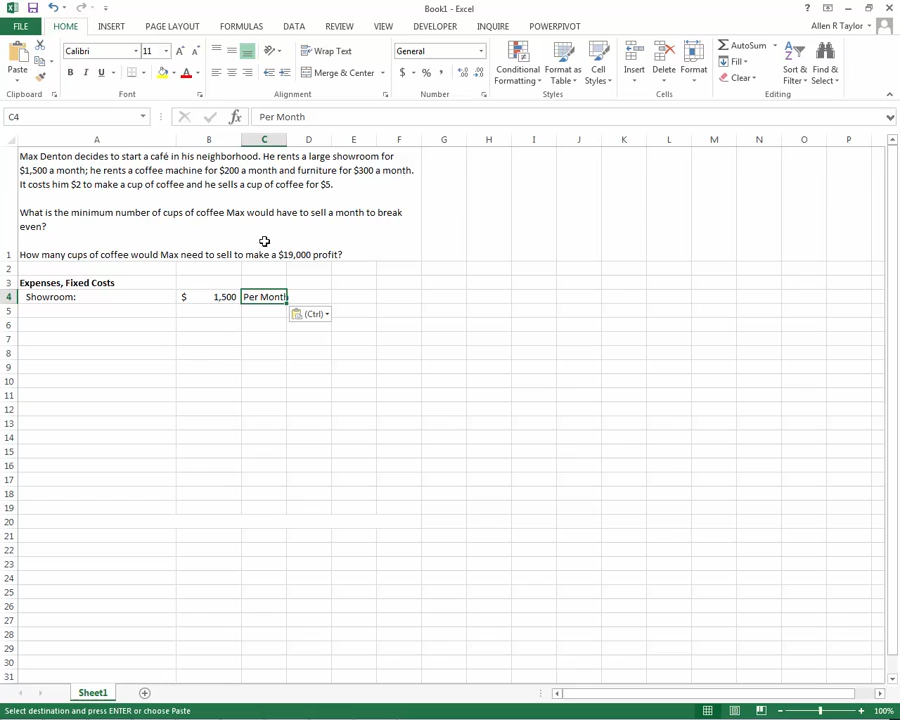 Book1 - Excel
FILE HOME INSERT PAGE LAYOUT FORMULAS DATA REVIEW VIEW DEVELOPER INQUIRE POWERPIVOT Allen R Taylor
Paste
Calibri 11
Wrap Text
General
Conditional Formatting
Format as Table
Cell Styles
Insert Delete Format
AutoSum
Fill
Clear
Sort & Filter
Find & Select
B I U
Merge & Center
$ % ,
Clipboard Font Alignment Number Styles Cells Editing
C4 fx Per Month
A B C D E F G H I J K L M N O P
Max Denton decides to start a café in his neighborhood. He rents a large showroom for
$1,500 a month; he rents a coffee machine for $200 a month and furniture for $300 a month.
It costs him $2 to make a cup of coffee and he sells a cup of coffee for $5.
What is the minimum number of cups of coffee Max would have to sell a month to break
even?
1 How many cups of coffee would Max need to sell to make a $19,000 profit?
2
3 Expenses, Fixed Costs
4 Showroom: $ 1,500 Per Month
5 (Ctrl)
6
7
8
9
10
11
12
13
14
15
16
17
18
19
20
21
22
23
24
25
26
27
28
29
30
31
Sheet1
Select destination and press ENTER or choose Paste 100%